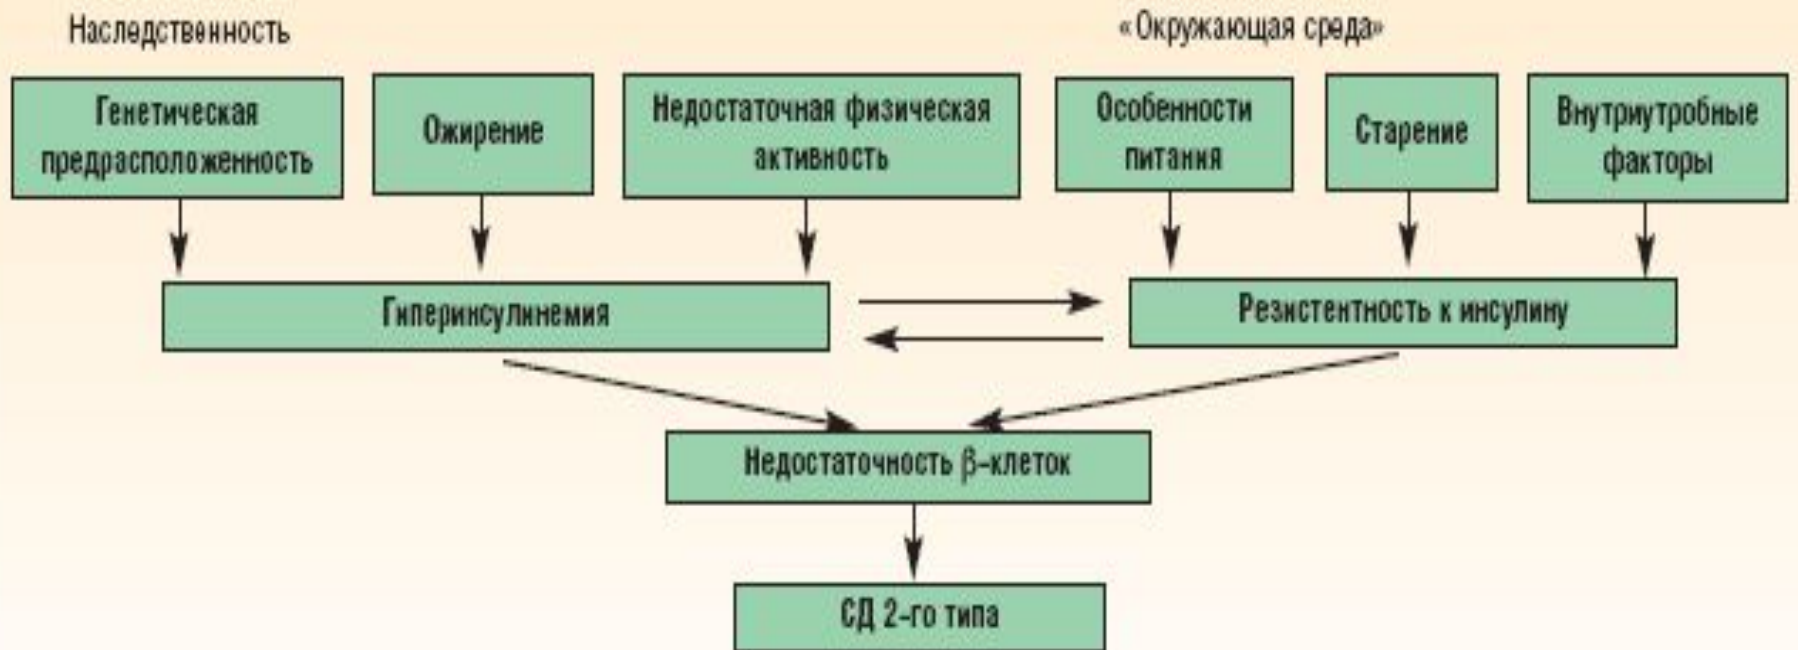 Наследственность
«Окружающая среда»
Генетическая
предрасположенность
Ожирение
Недостаточная физическая
активность
Особенности
питания
Старение
Внутриутробные
факторы
Гиперинсулинемия
Резистентность к инсулину
Недостаточность β-клеток
СД 2-го типа